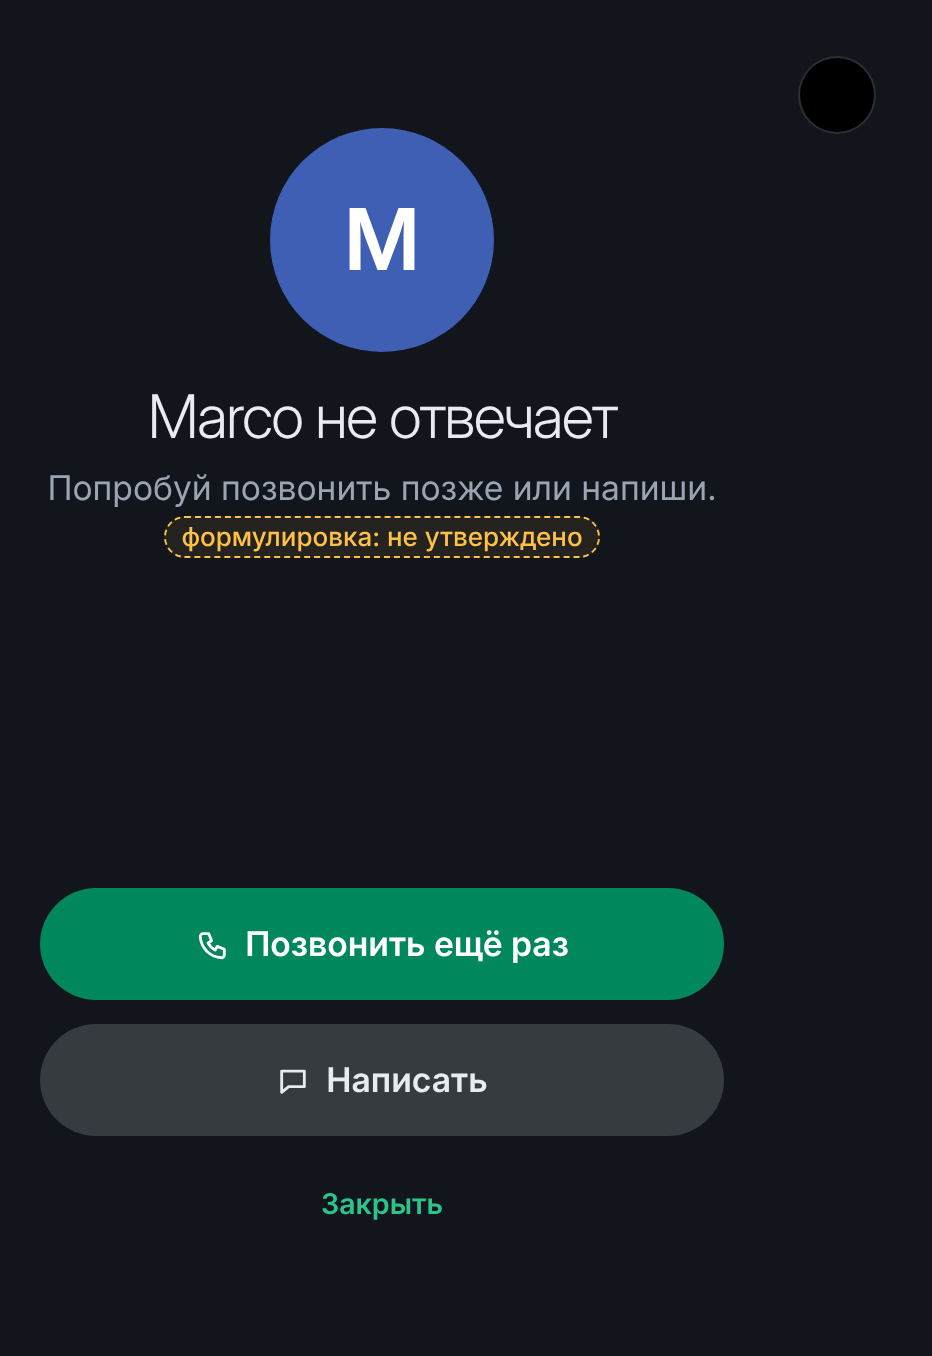 M
Marco не отвечает
Попробуй позвонить позже или напиши.
формулировка: не утверждено
Позвонить ещё раз
Написать
Закрыть